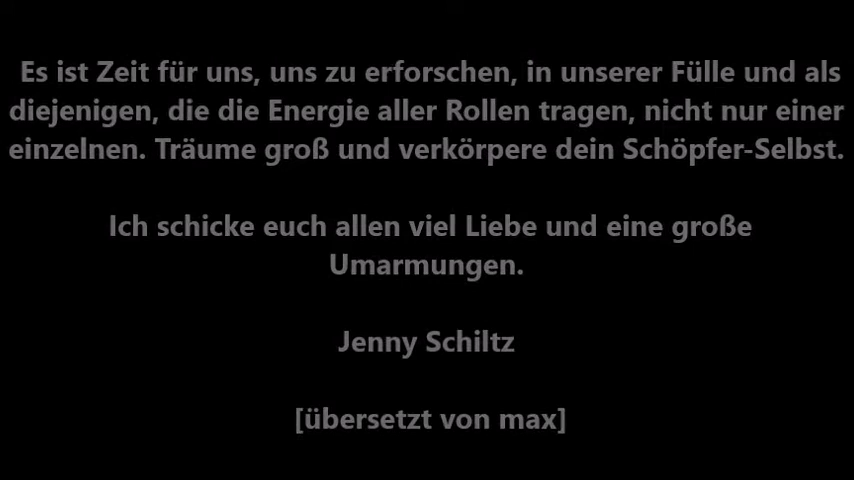 Es ist Zeit für uns, uns zu erforschen, in unserer Fülle und als
diejenigen, die die Energie aller Rollen tragen, nicht nur einer
einzelnen. Träume groß und verkörpere dein Schöpfer-Selbst.
Ich schicke euch allen viel Liebe und eine große
Umarmungen.
Jenny Schiltz
[übersetzt von max]